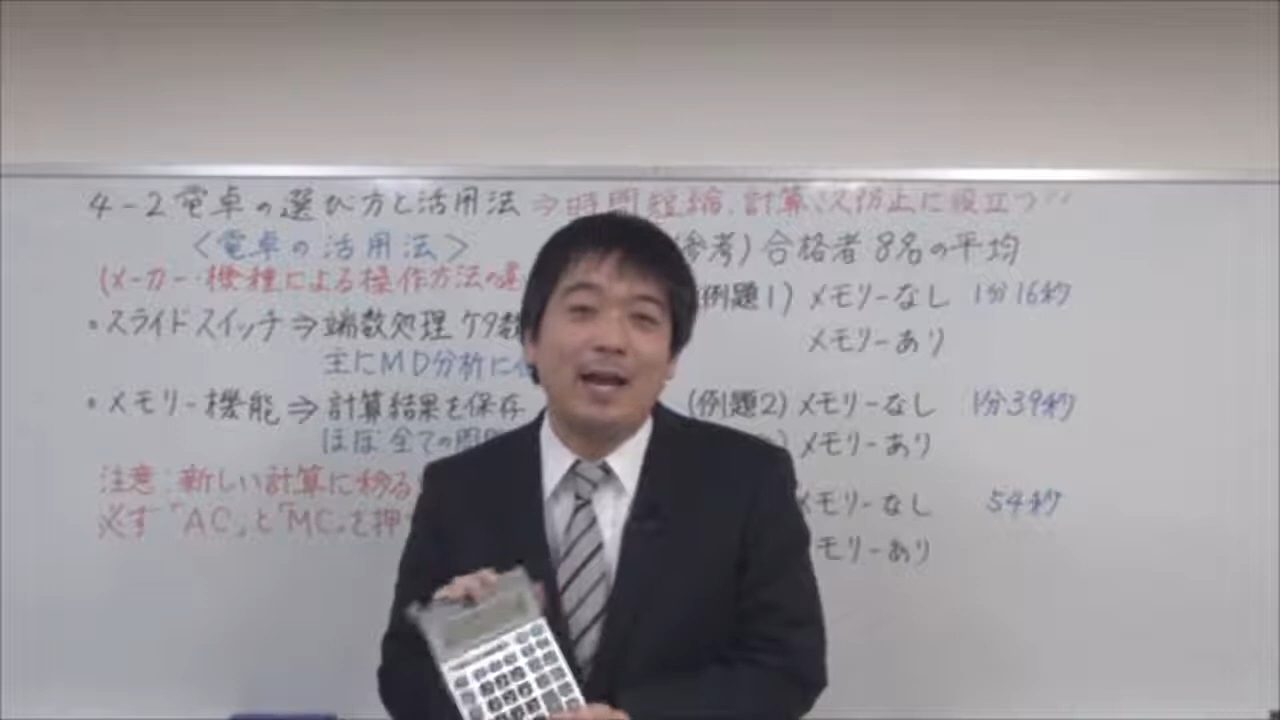 4-2 電卓の選び方と活用法 ⇒ 時間短縮、計算ミス防止に役立つ
<電卓の活用法>
(メーカー・機種による操作方法の違
・スライドスイッチ⇒端数処理 ケタ数
主にMD分析に
・メモリー機能⇒計算結果を保存
ほぼ全ての問題
注意:新しい計算に移る
必ず「AC」と「MC」を押
(参考) 合格者8名の平均
(例題1) メモリーなし 1分16秒
メモリーあり
(例題2) メモリーなし 1分39秒
メモリーあり
メモリーなし 54秒
モリーあり